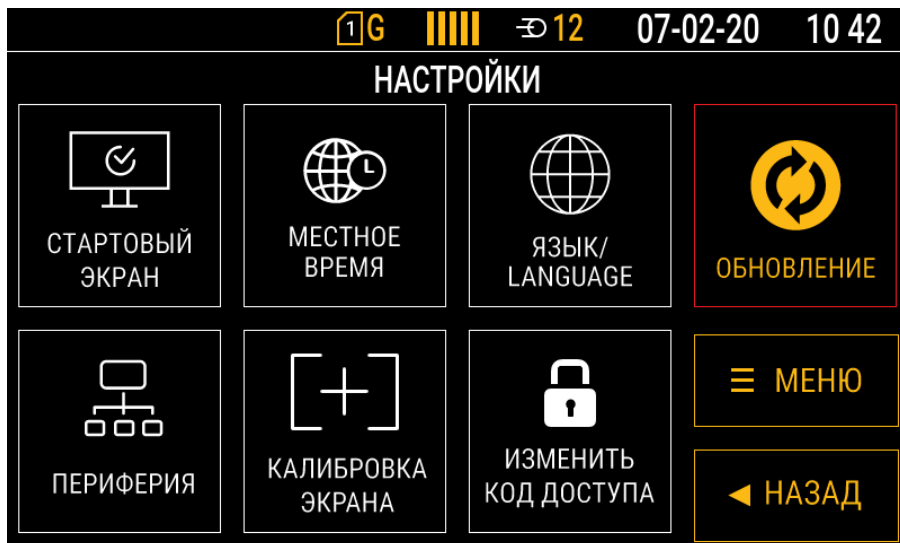 1 G 12 07-02-20 10 42
НАСТРОЙКИ
СТАРТОВЫЙ
ЭКРАН
МЕСТНОЕ
ВРЕМЯ
ЯЗЫК/
LANGUAGE
ОБНОВЛЕНИЕ
ПЕРИФЕРИЯ
КАЛИБРОВКА
ЭКРАНА
ИЗМЕНИТЬ
КОД ДОСТУПА
МЕНЮ
НАЗАД